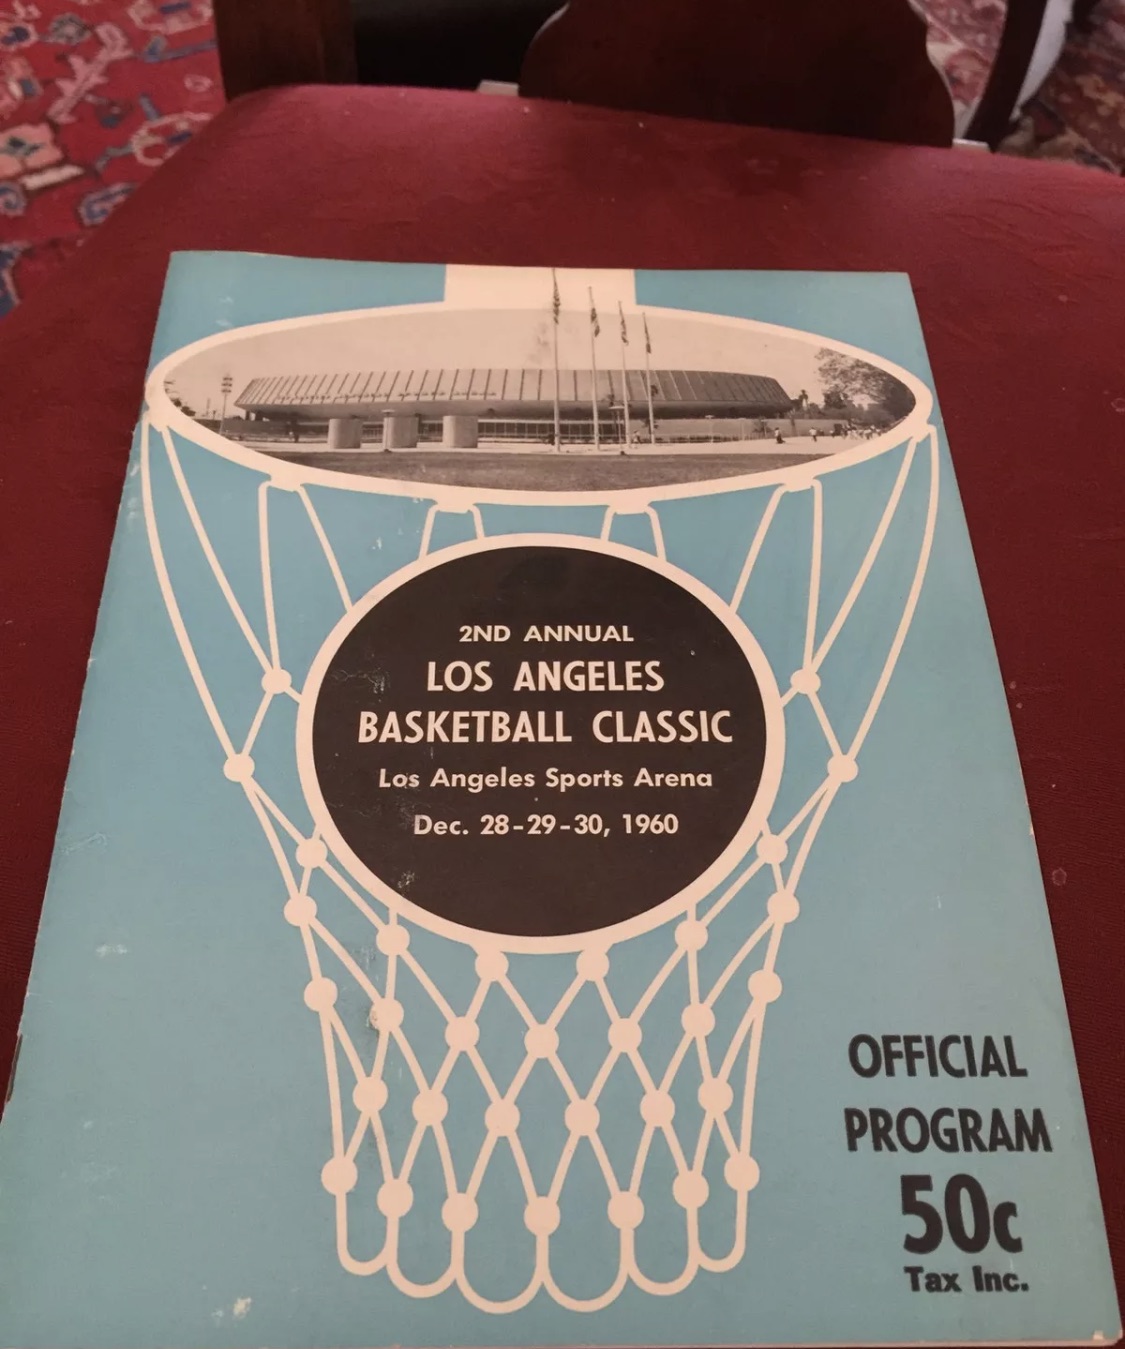 2ND ANNUAL
LOS ANGELES
BASKETBALL CLASSIC
Los Angeles Sports Arena
Dec. 28-29-30, 1960
OFFICIAL
PROGRAM
50c
Tax Inc.